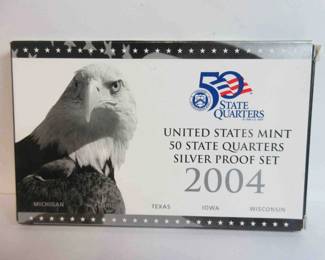 50
STATE
QUARTERS
UNITED STATES MINT
50 STATE QUARTERS
SILVER PROOF SET
2004
MICHIGAN TEXAS IOWA WISCONSIN